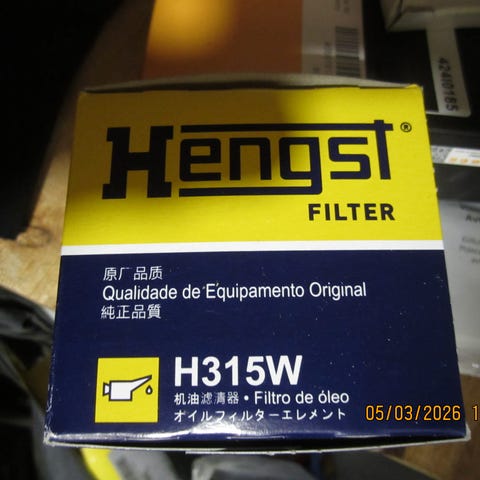 42410185
Hengst®
FILTER
原厂品质
Qualidade de Equipamento Original
純正品質
H315W
机油滤清器 • Filtro de óleo
オイルフィルターエレメント
05/03/2026 1